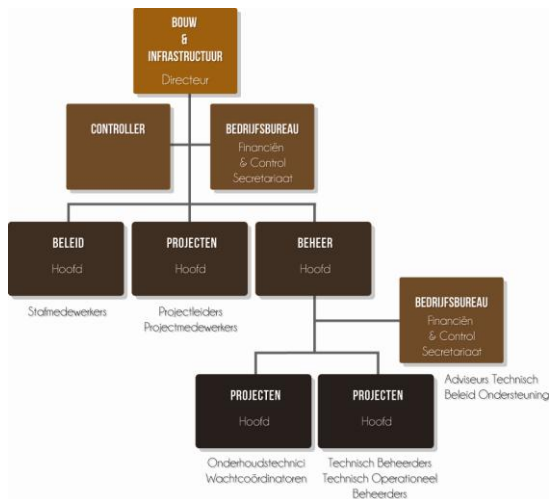 BOUW
&
INFRASTRUCTUUR
Directeur
CONTROLLER
BEDRIJFSBUREAU
Financiën
& Control
Secretariaat
BELEID
Hoofd
Stafmedewerkers
PROJECTEN
Hoofd
Projectleiders
Projectmedewerkers
BEHEER
Hoofd
BEDRIJFSBUREAU
Financiën
& Control
Secretariaat
Adviseurs Technisch
Beleid Ondersteuning
PROJECTEN
Hoofd
Onderhoudstechnici
Wachtcoördinatoren
PROJECTEN
Hoofd
Technisch Beheerders
Technisch Operationeel
Beheerders